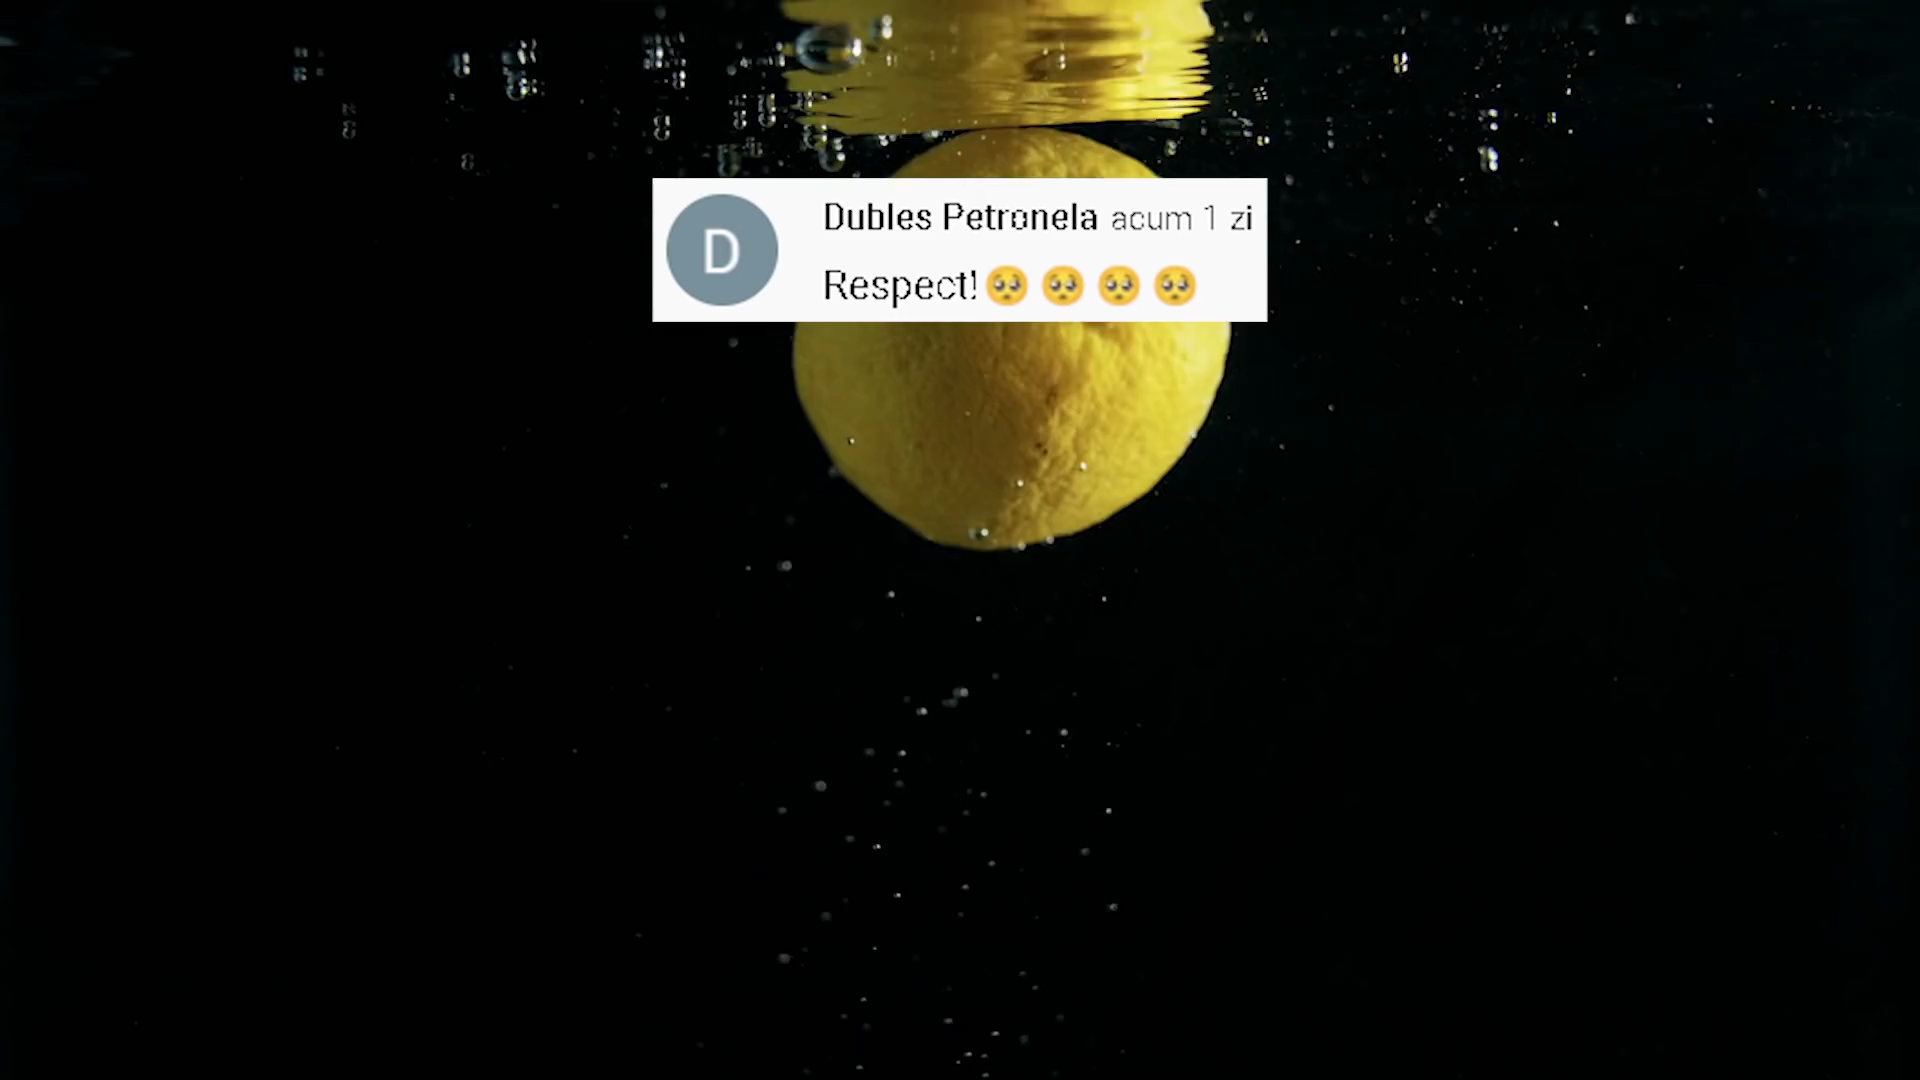 D
Dubles Petronela acum 1 zi
Respect!🥺🥺🥺🥺